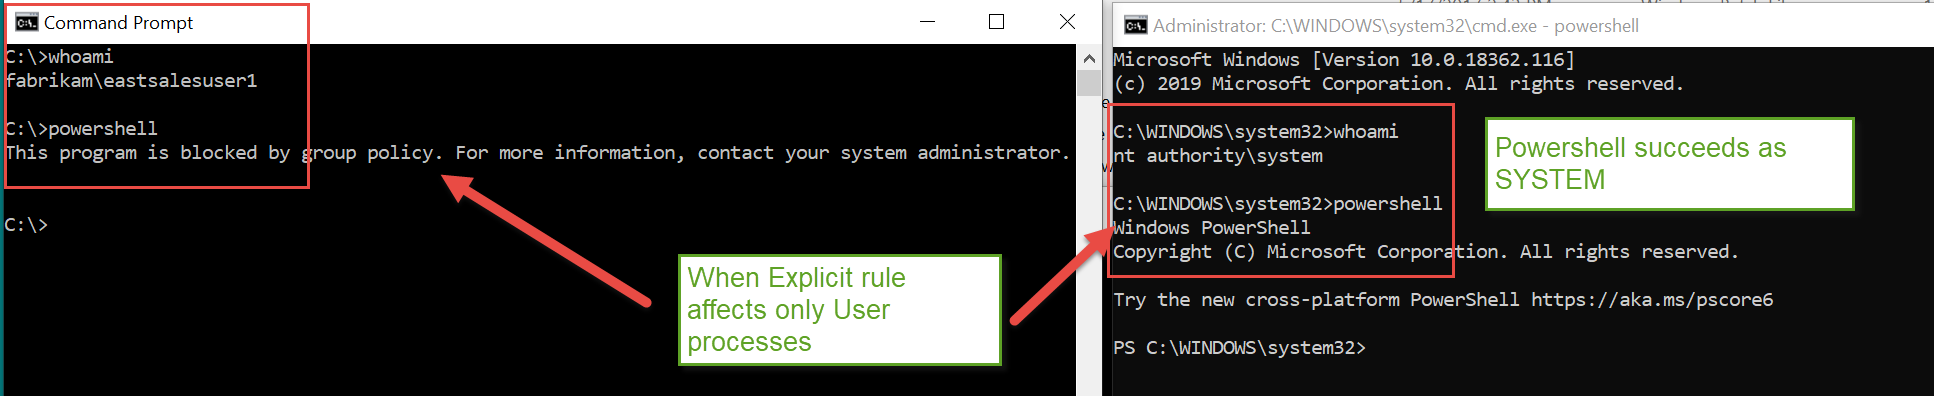 Command Prompt
C:\>whoami
fabrikam\eastsalesuser1
C:\>powershell
This program is blocked by group policy. For more information, contact your system administrator.
C:\>
When Explicit rule
affects only User
processes
Administrator: C:\WINDOWS\system32\cmd.exe - powershell
Microsoft Windows [Version 10.0.18362.116]
(c) 2019 Microsoft Corporation. All rights reserved.
C:\WINDOWS\system32>whoami
nt authority\system
C:\WINDOWS\system32>powershell
Windows PowerShell
Copyright (C) Microsoft Corporation. All rights reserved.
Try the new cross-platform PowerShell https://aka.ms/pscore6
PS C:\WINDOWS\system32>
Powershell succeeds as
SYSTEM